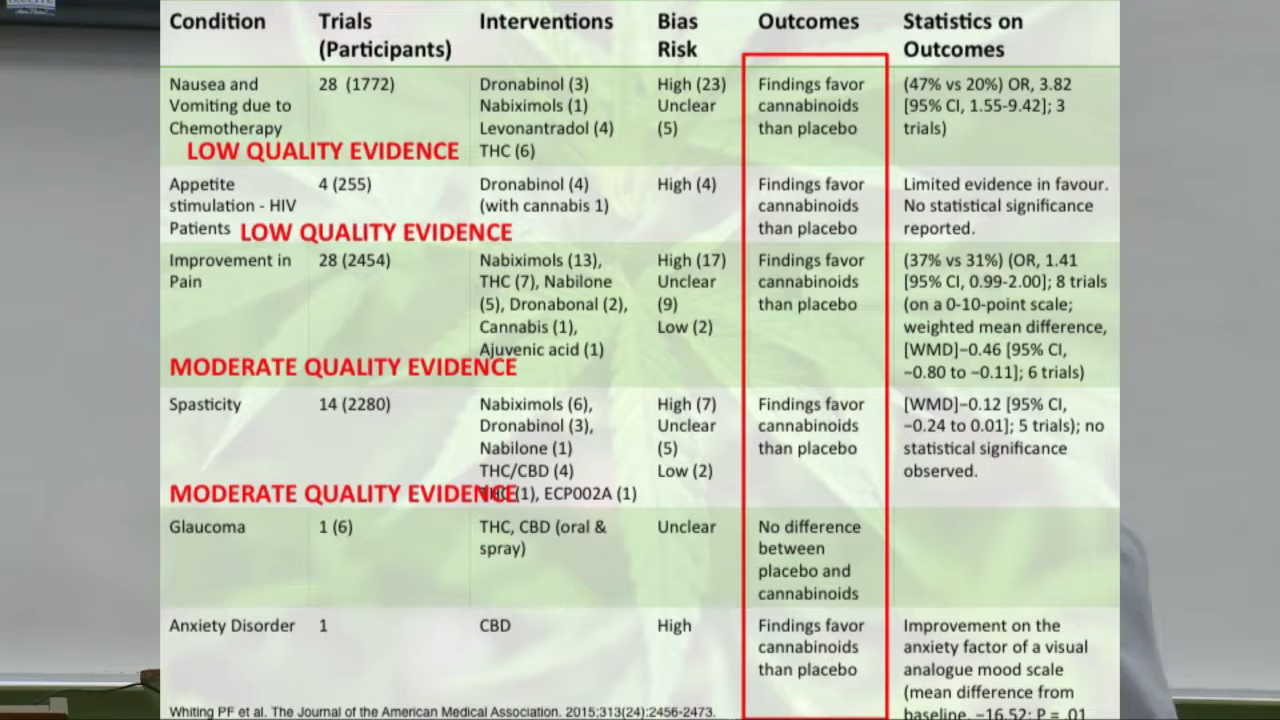 Condition Trials Interventions Bias Outcomes Statistics on
(Participants) Risk Outcomes
Nausea and 28 (1772) Dronabinol (3) High (23) Findings favor (47% vs 20%) OR, 3.82
Vomiting due to Nabiximols (1) Unclear cannabinoids [95% CI, 1.55-9.42]; 3
Chemotherapy Levonantradol (4) (5) than placebo trials)
LOW QUALITY EVIDENCE THC (6)
Appetite 4 (255) Dronabinol (4) High (4) Findings favor Limited evidence in favour.
stimulation - HIV (with cannabis 1) cannabinoids No statistical significance
Patients LOW QUALITY EVIDENCE than placebo reported.
Improvement in 28 (2454) Nabiximols (13), High (17) Findings favor (37% vs 31%) (OR, 1.41
Pain THC (7), Nabilone Unclear cannabinoids [95% CI, 0.99-2.00]; 8 trials
(5), Dronabonal (2), (9) than placebo (on a 0-10-point scale;
Cannabis (1), Low (2) weighted mean difference,
Ajuvenic acid (1) [WMD]−0.46 [95% CI,
MODERATE QUALITY EVIDENCE −0.80 to −0.11]; 6 trials)
Spasticity 14 (2280) Nabiximols (6), High (7) Findings favor [WMD]−0.12 [95% CI,
Dronabinol (3), Unclear cannabinoids −0.24 to 0.01]; 5 trials); no
Nabilone (1) (5) than placebo statistical significance
THC/CBD (4) Low (2) observed.
MODERATE QUALITY EVIDENCE THC (1), ECP002A (1)
Glaucoma 1 (6) THC, CBD (oral & Unclear No difference
spray) between
placebo and
cannabinoids
Anxiety Disorder 1 CBD High Findings favor Improvement on the
cannabinoids anxiety factor of a visual
than placebo analogue mood scale
(mean difference from
Whiting PF et al. The Journal of the American Medical Association. 2015;313(24):2456-2473. baseline, −16.52; P = .01